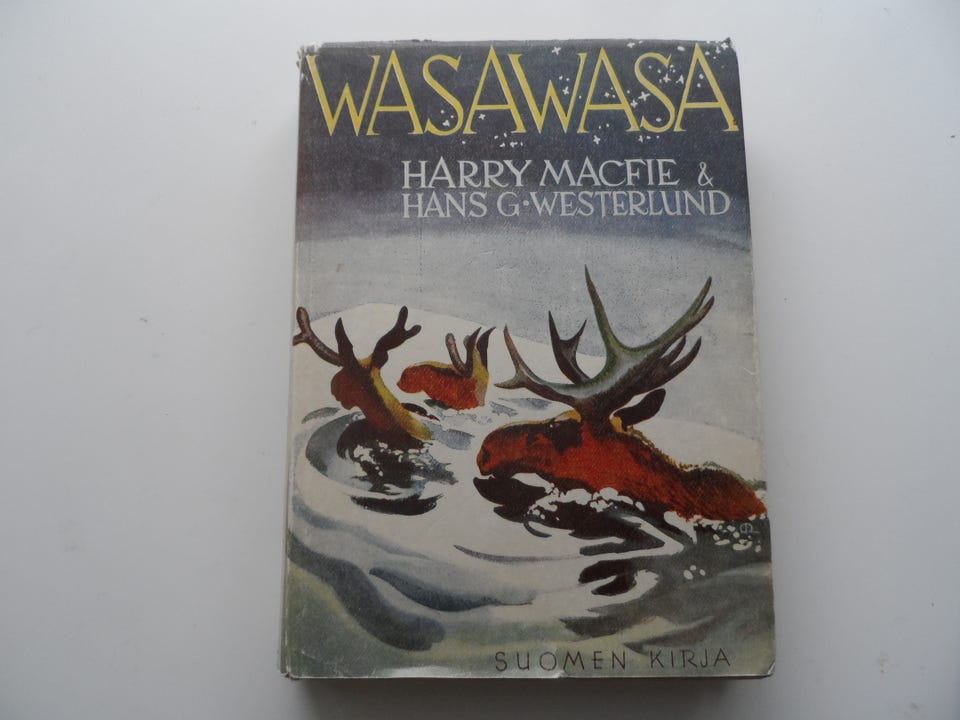 WASAWASA
HARRY MACFIE &
HANS G·WESTERLUND
SUOMEN KIRJA